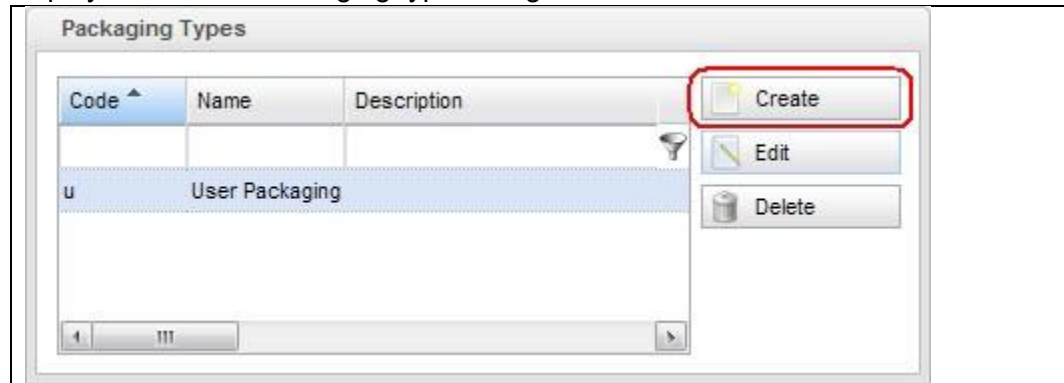 Packaging Types
Code Name Description
Create
Edit
u User Packaging
Delete